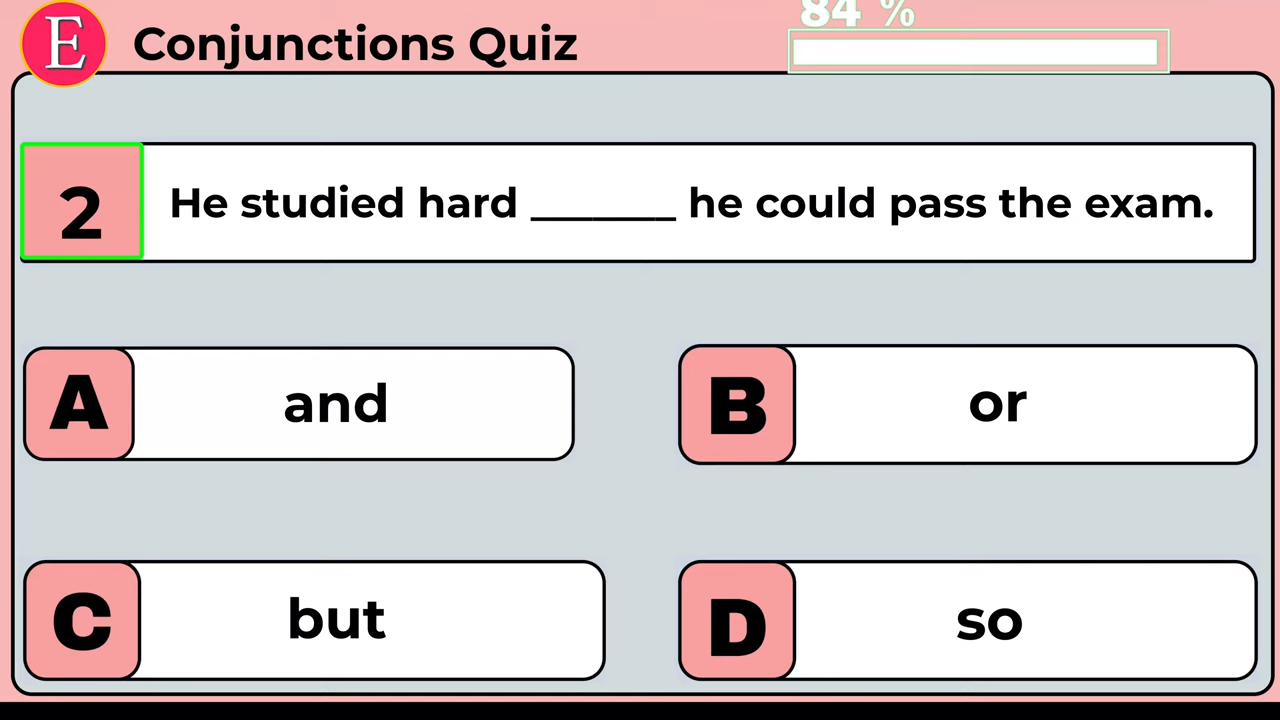 84 %
E
Conjunctions Quiz
2
He studied hard _______ he could pass the exam.
A
and
B
or
C
but
D
so